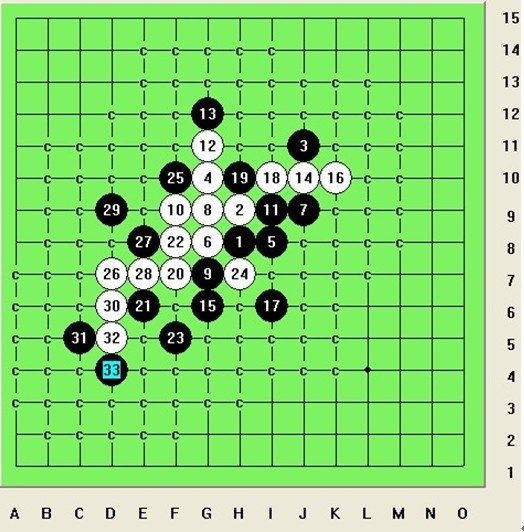 15
c c c c c 14
c c c c c c c c 13
c c c 13 c c c c c c 12
c c c c c 12 c c 3 c c c 11
c c c c 25 4 19 18 14 16 c c 10
c c 29 c 10 8 2 11 7 c c c 9
c c c 27 22 6 1 5 c c c c 8
c c c 26 28 20 9 24 c c c c 7
c c c 30 21 c 15 c 17 c c 6
c c 31 32 c 23 c c c c c 5
c c c 33 c c c c c c c 4
c c c c c c c c 3
c c c c c 2
1
A B C D E F G H I J K L M N O